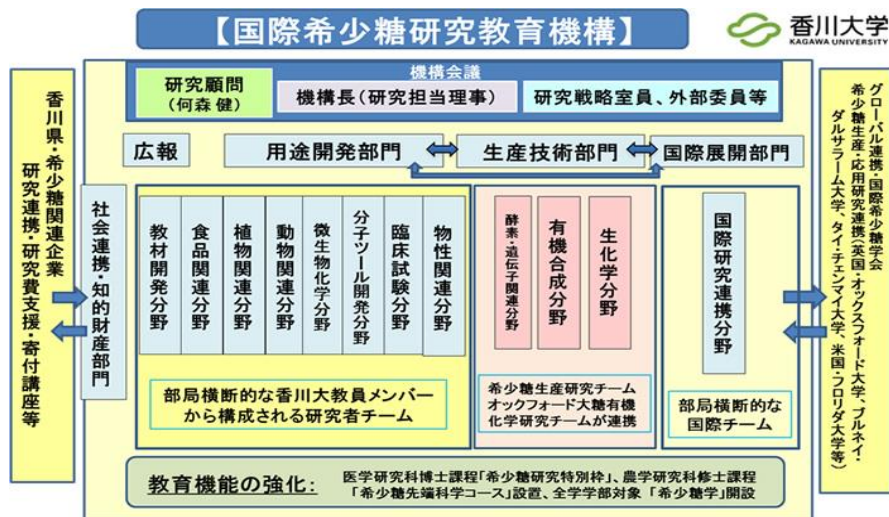 【国際希少糖研究教育機構】
香川大学
KAGAWA UNIVERSITY
機構会議
研究顧問
(何森 健)
機構長(研究担当理事)
研究戦略室員、外部委員等
広報
用途開発部門
生産技術部門
国際展開部門
香川県・希少糖関連企業
研究連携・研究費支援・寄付講座等
社会連携・知的財産部門
教材開発分野
食品関連分野
植物関連分野
動物関連分野
微生物化学分野
分子ツール開発分野
臨床試験分野
物性関連分野
酵素・遺伝子関連分野
有機合成分野
生化学分野
国際研究連携分野
部局横断的な香川大教員メンバー
から構成される研究者チーム
希少糖生産研究チーム
オックフォード大糖有機
化学研究チームが連携
部局横断的な
国際チーム
グローバル連携・国際希少糖学会
希少糖生産・応用研究連携(英国・オックスフォード大学、ブルネイ・
ダルサラーム大学、タイ・チェンマイ大学、米国・フロリダ大学等)
教育機能の強化:
医学研究科博士課程「希少糖研究特別枠」、農学研究科修士課程
「希少糖先端科学コース」設置、全学学部対象 「希少糖学」開設